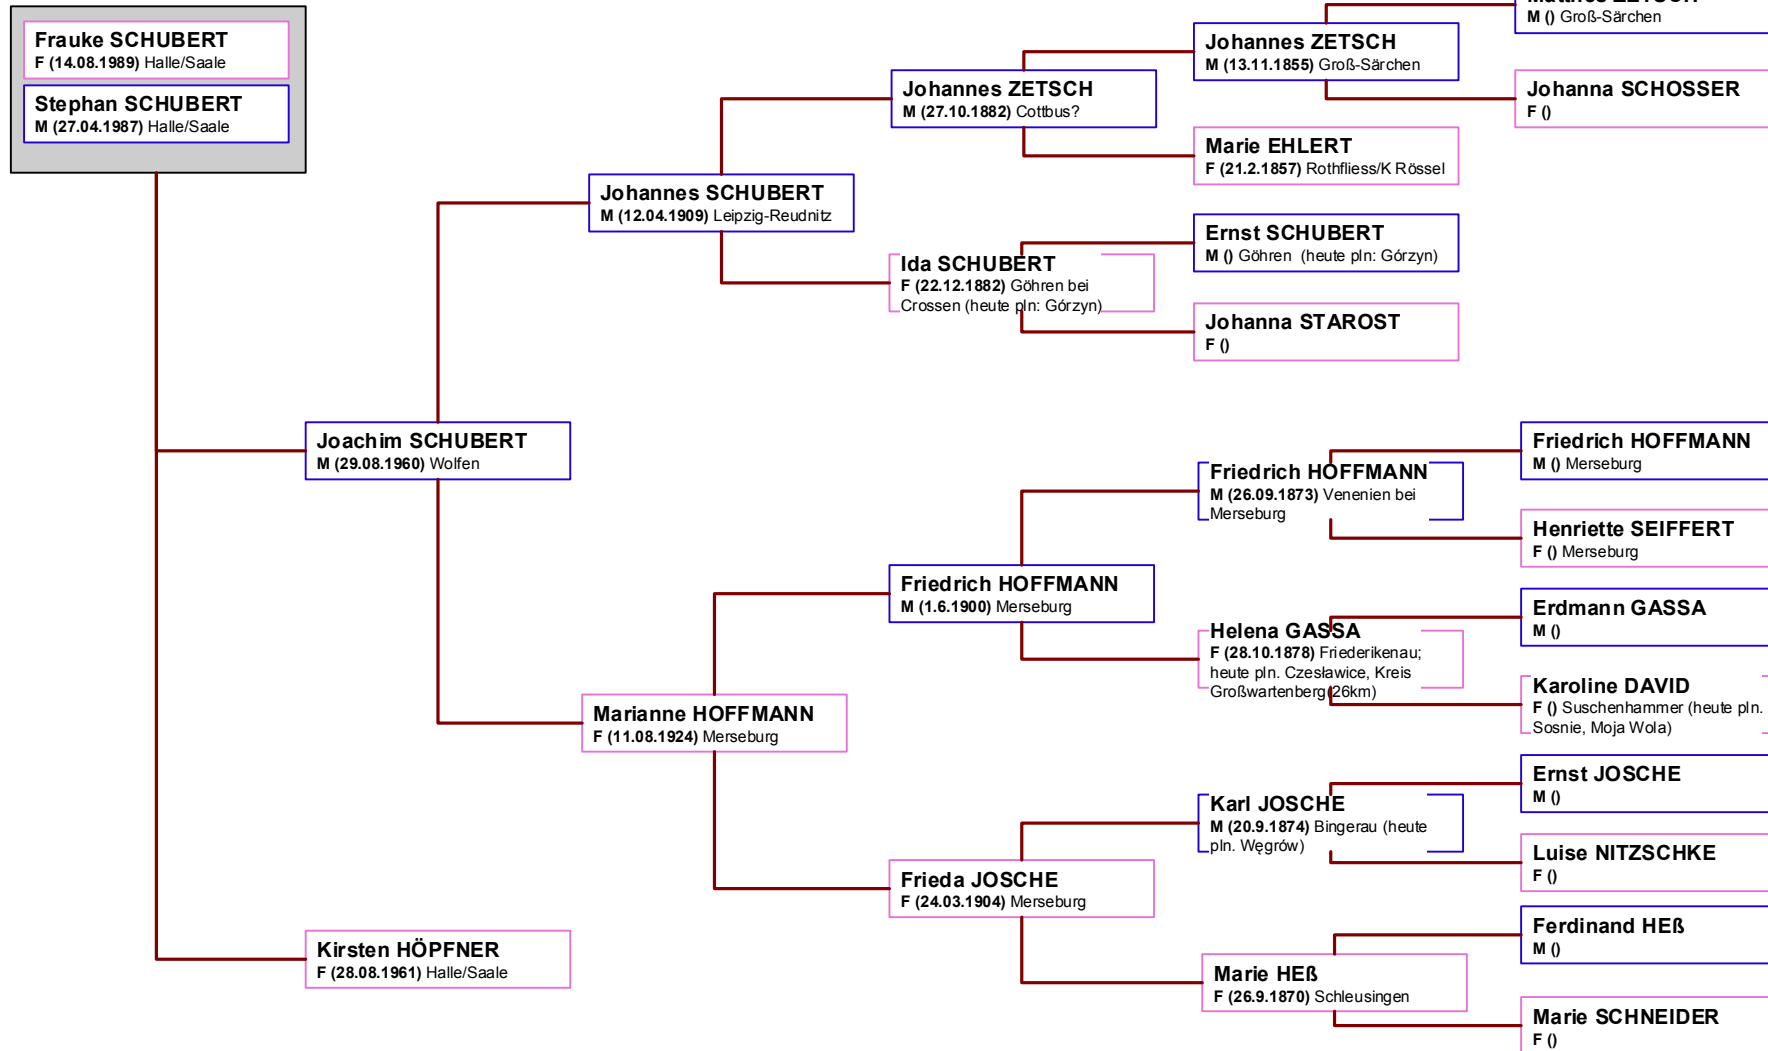 Frauke SCHUBERT
F (14.08.1989) Halle/Saale
Stephan SCHUBERT
M (27.04.1987) Halle/Saale
Joachim SCHUBERT
M (29.08.1960) Wolfen
Kirsten HÖPFNER
F (28.08.1961) Halle/Saale
Johannes SCHUBERT
M (12.04.1909) Leipzig-Reudnitz
Marianne HOFFMANN
F (11.08.1924) Merseburg
Johannes ZETSCH
M (27.10.1882) Cottbus?
Ida SCHUBERT
F (22.12.1882) Göhren bei
Crossen (heute pln: Górzyn)
Friedrich HOFFMANN
M (1.6.1900) Merseburg
Frieda JOSCHE
F (24.03.1904) Merseburg
Johannes ZETSCH
M (13.11.1855) Groß-Särchen
Marie EHLERT
F (21.2.1857) Rothfliess/K Rössel
Ernst SCHUBERT
M () Göhren (heute pln: Górzyn)
Johanna STAROST
F ()
Friedrich HOFFMANN
M (26.09.1873) Venenien bei
Merseburg
Helena GASSA
F (28.10.1878) Friederikenau;
heute pln. Czesławice, Kreis
Großwartenberg(26km)
Karl JOSCHE
M (20.9.1874) Bingerau (heute
pln. Węgrów)
Marie HEß
F (26.9.1870) Schleusingen
ZETSCH
M () Groß-Särchen
Johanna SCHOSSER
F ()
Friedrich HOFFMANN
M () Merseburg
Henriette SEIFFERT
F () Merseburg
Erdmann GASSA
M ()
Karoline DAVID
F () Suschenhammer (heute pln.
Sosnie, Moja Wola)
Ernst JOSCHE
M ()
Luise NITZSCHKE
F ()
Ferdinand HEß
M ()
Marie SCHNEIDER
F ()